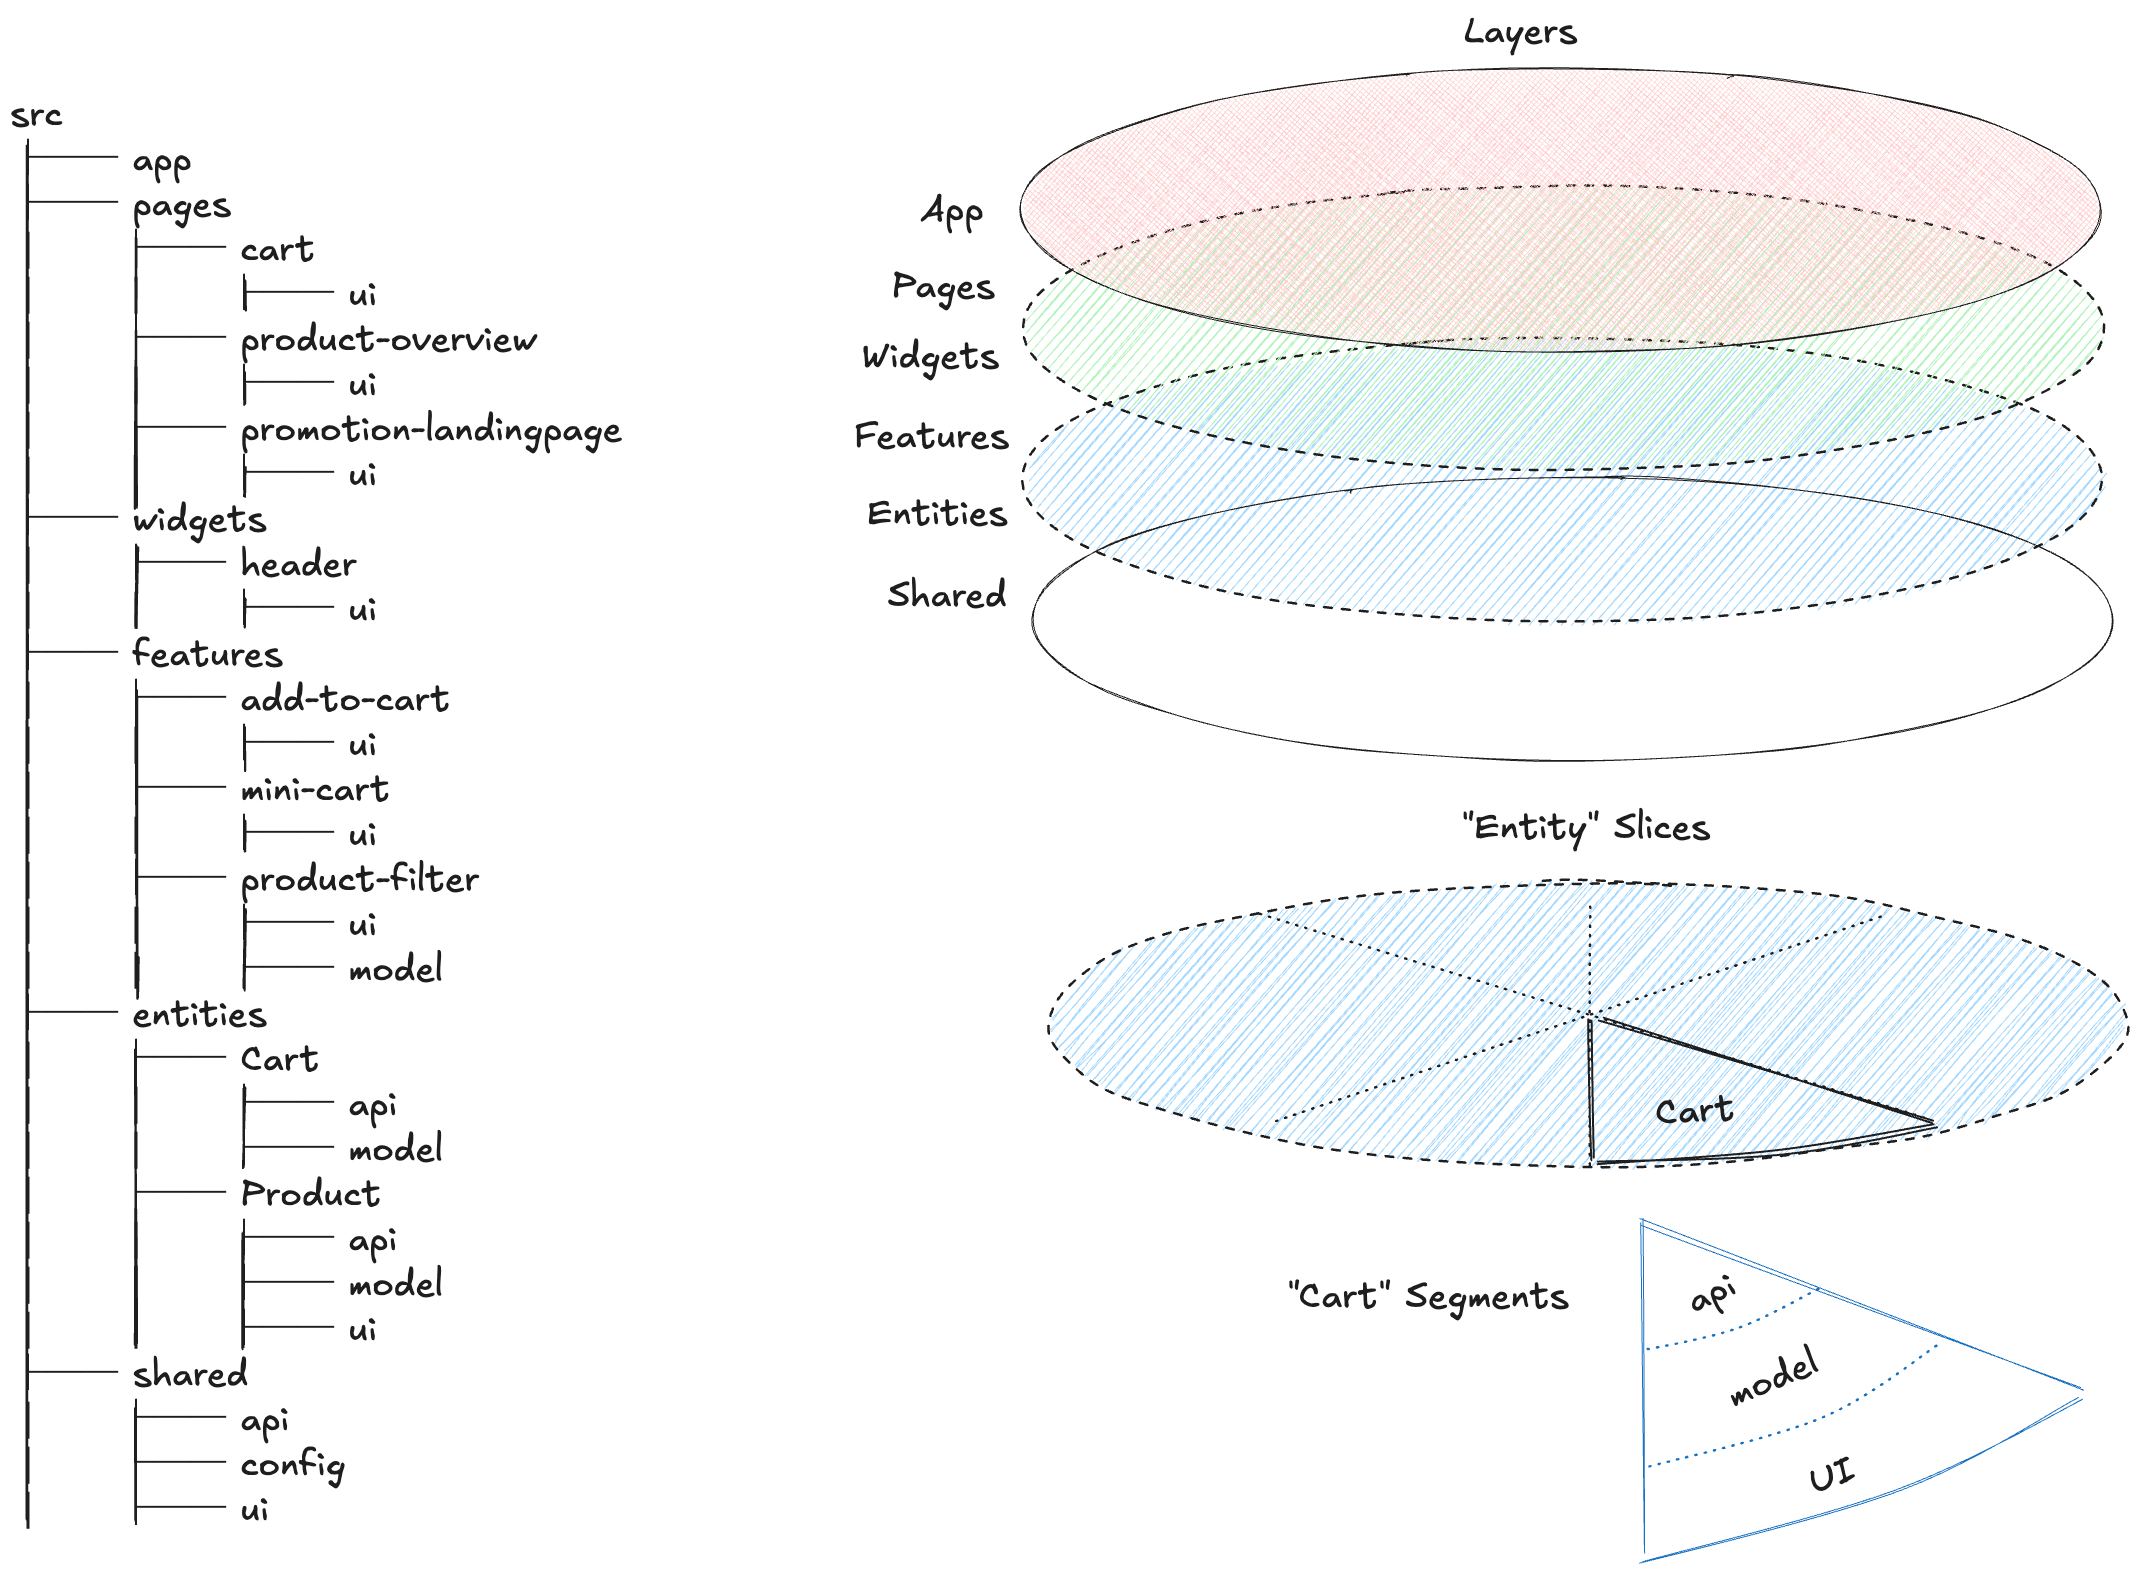 src
app
pages
cart
ui
product-overview
ui
promotion-landingpage
ui
widgets
header
ui
features
add-to-cart
ui
mini-cart
ui
product-filter
ui
model
entities
Cart
api
model
Product
api
model
ui
shared
api
config
ui
Layers
App
Pages
Widgets
Features
Entities
Shared
"Entity" Slices
Cart
"Cart" Segments
api
model
UI